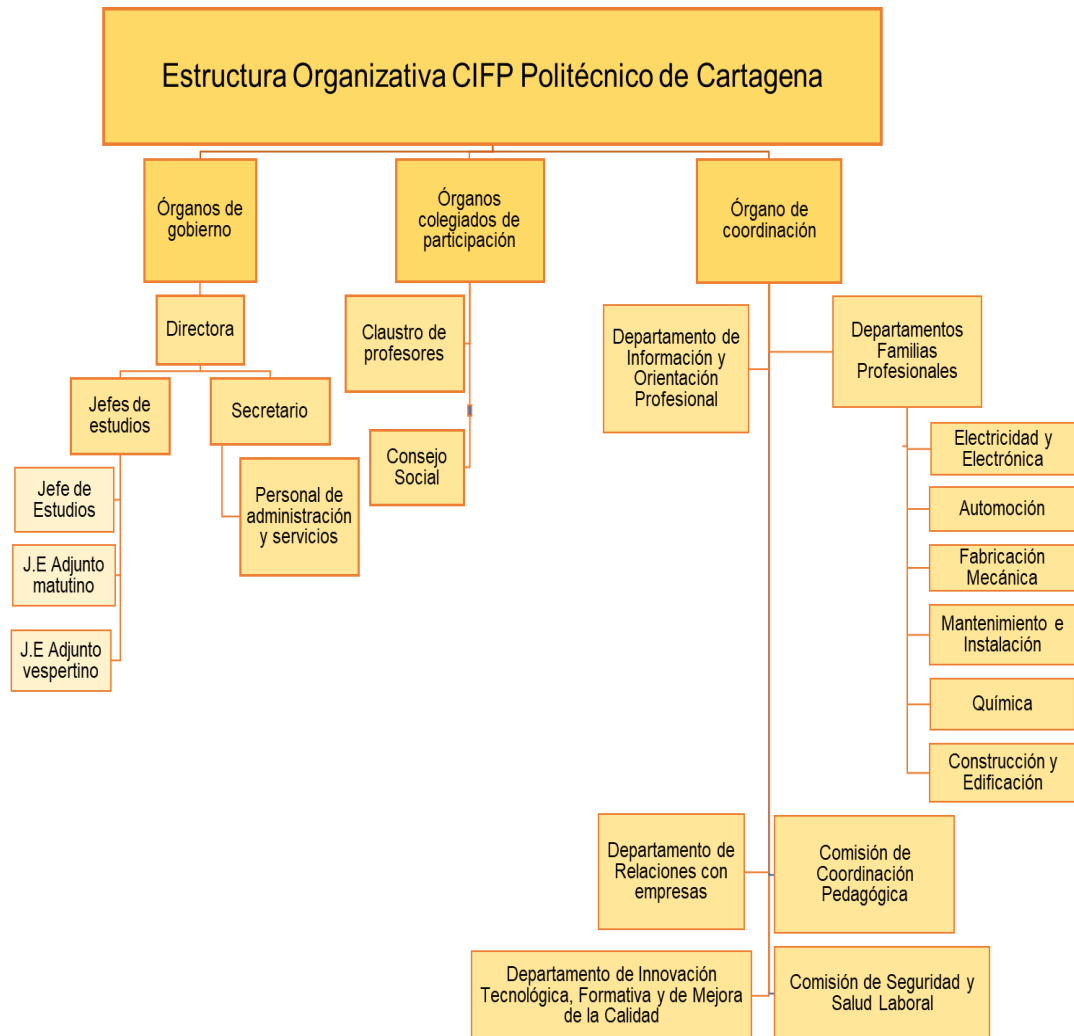 Estructura Organizativa CIFP Politécnico de Cartagena
Órganos de
gobierno
Órganos
colegiados de
participación
Órgano de
coordinación
Directora
Jefes de
estudios
Secretario
Jefe de
Estudios
J.E Adjunto
matutino
J.E Adjunto
vespertino
Personal de
administración
y servicios
Claustro de
profesores
Consejo
Social
Departamento de
Información y
Orientación
Profesional
Departamentos
Familias
Profesionales
Electricidad y
Electrónica
Automoción
Fabricación
Mecánica
Mantenimiento e
Instalación
Química
Construcción y
Edificación
Departamento de
Relaciones con
empresas
Comisión de
Coordinación
Pedagógica
Departamento de Innovación
Tecnológica, Formativa y de Mejora
de la Calidad
Comisión de Seguridad y
Salud Laboral